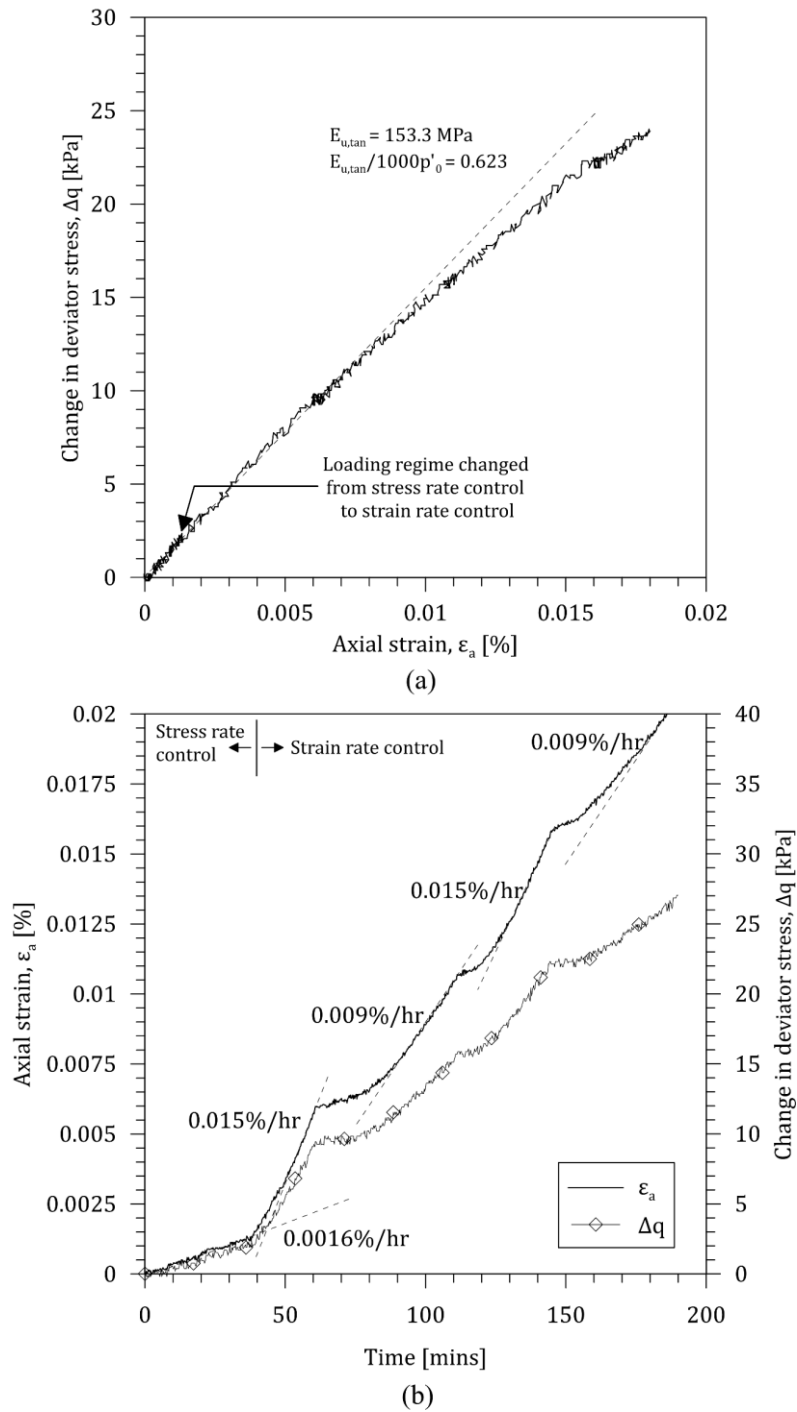 30
25
20
15
10
5
0
Change in deviator stress, Δq [kPa]
E_u,tan = 153.3 MPa
E_u,tan/1000p'_0 = 0.623
Loading regime changed
from stress rate control
to strain rate control
0
0.005
0.01
0.015
0.02
Axial strain, ε_a [%]
(a)
0.02
0.0175
0.015
0.0125
0.01
0.0075
0.005
0.0025
0
Axial strain, ε_a [%]
Stress rate
control
Strain rate control
0.009%/hr
0.015%/hr
0.009%/hr
0.015%/hr
0.0016%/hr
ε_a
Δq
40
35
30
25
20
15
10
5
0
Change in deviator stress, Δq [kPa]
0
50
100
150
200
Time [mins]
(b)